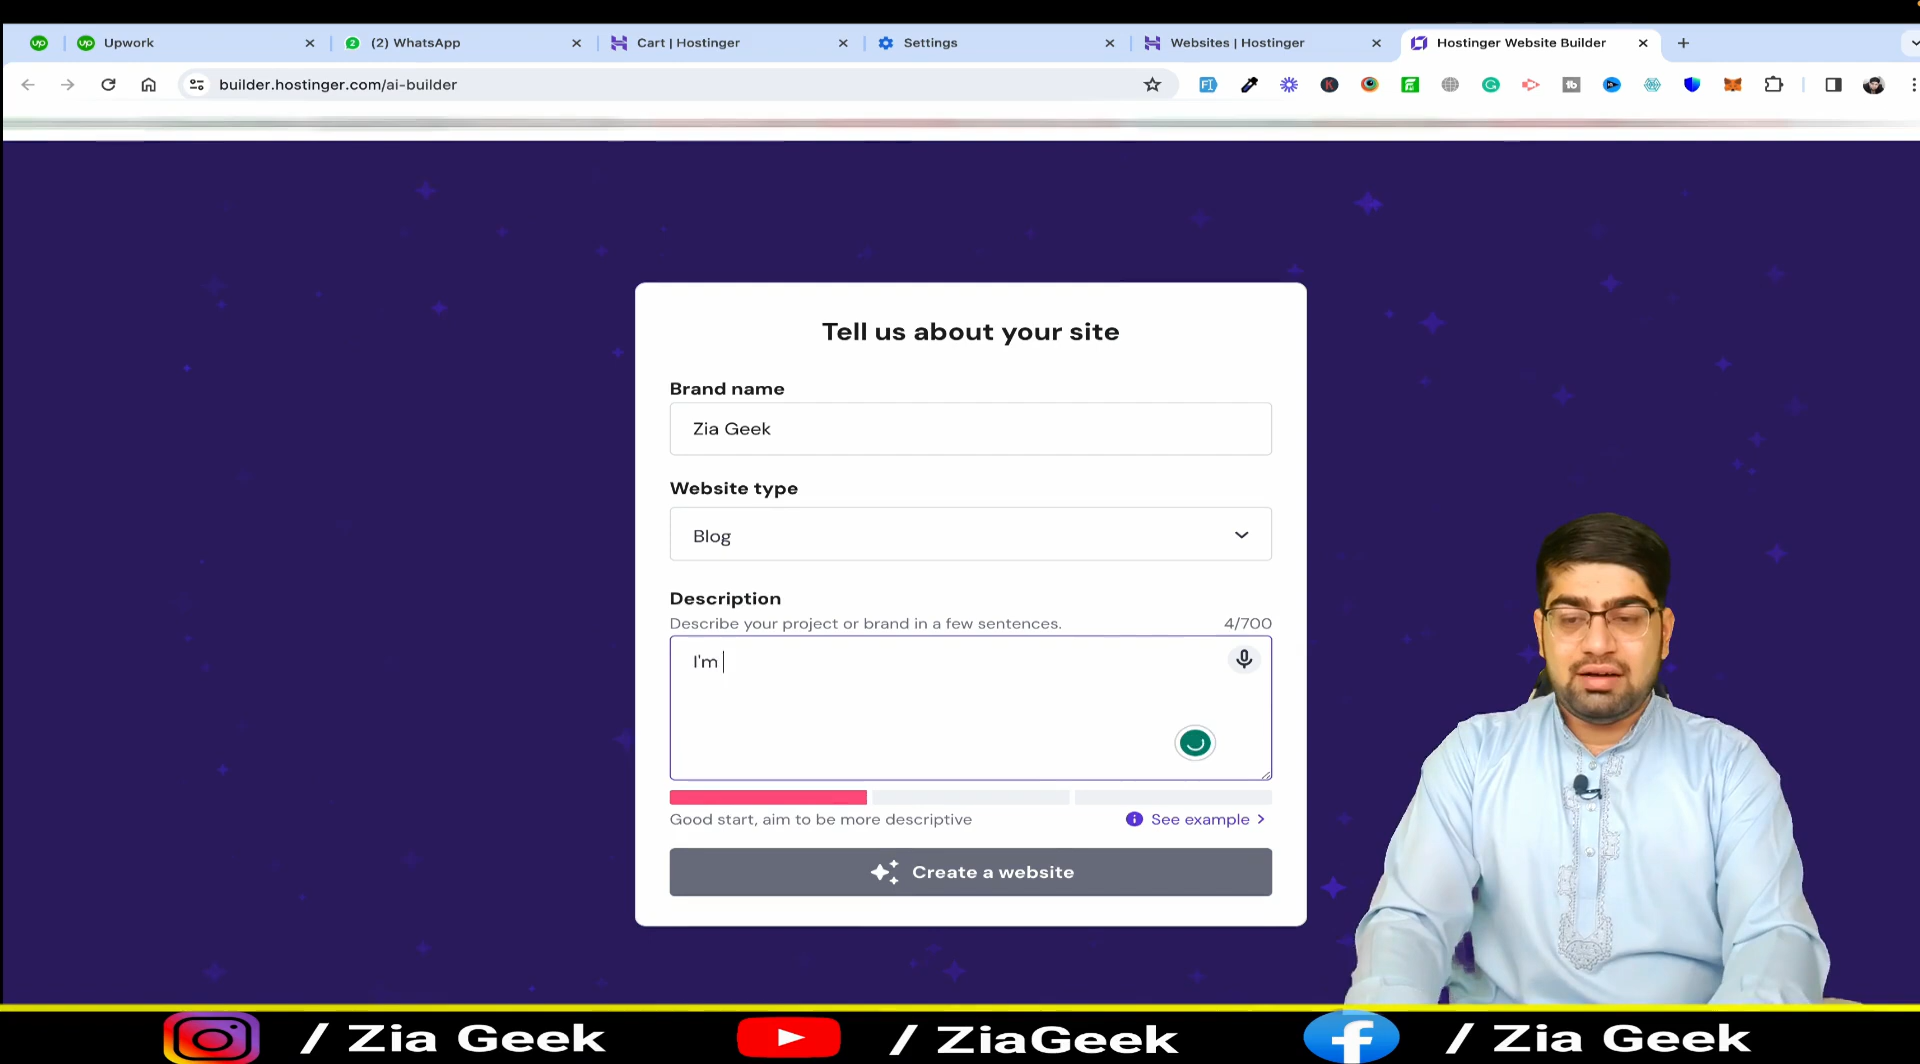 Upwork
(2) WhatsApp
Cart | Hostinger
Settings
Websites | Hostinger
Hostinger Website Builder
builder.hostinger.com/ai-builder
Tell us about your site
Brand name
Zia Geek
Website type
Blog
Description
Describe your project or brand in a few sentences.
4/700
I'm
Good start, aim to be more descriptive
See example
Create a website
/ Zia Geek
/ ZiaGeek
/ Zia Geek